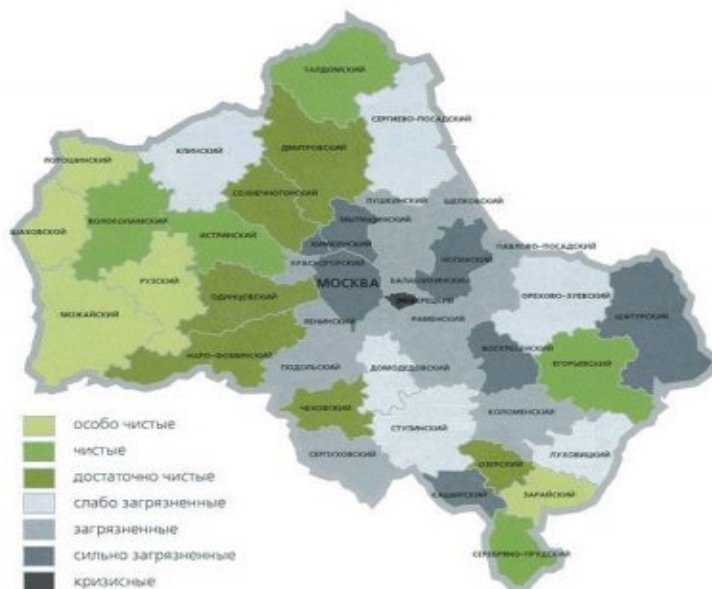 ТАЛДОМСКИЙ
СЕРГИЕВО-ПОСАДСКИЙ
КЛИНСКИЙ
ДМИТРОВСКИЙ
ЛОТОШИНСКИЙ
СОЛНЕЧНОГОРСКИЙ
ПУШКИНСКИЙ
ЩЕЛКОВСКИЙ
ВОЛОКОЛАМСКИЙ
МЫТИЩИНСКИЙ
ШАХОВСКОЙ
ИСТРИНСКИЙ
ХИМКИНСКИЙ
ПАВЛОВО-ПОСАДСКИЙ
КРАСНОГОРСКИЙ
НОГИНСКИЙ
РУЗСКИЙ
МОСКВА
БАЛАШИХИНСКИЙ
ОДИНЦОВСКИЙ
ОРЕХОВО-ЗУЕВСКИЙ
МОЖАЙСКИЙ
ЛЕНИНСКИЙ
РАМЕНСКИЙ
ШАТУРСКИЙ
НАРО-ФОМИНСКИЙ
ВОСКРЕСЕНСКИЙ
ПОДОЛЬСКИЙ
ДОМОДЕДОВСКИЙ
ЕГОРЬЕВСКИЙ
ЧЕХОВСКИЙ
КОЛОМЕНСКИЙ
СТУПИНСКИЙ
СЕРПУХОВСКИЙ
ЛУХОВИЦКИЙ
ОЗЕРСКИЙ
КАШИРСКИЙ
ЗАРАЙСКИЙ
СЕРЕБРЯНО-ПРУДСКИЙ
особо чистые
чистые
достаточно чистые
слабо загрязненные
загрязненные
сильно загрязненные
кризисные